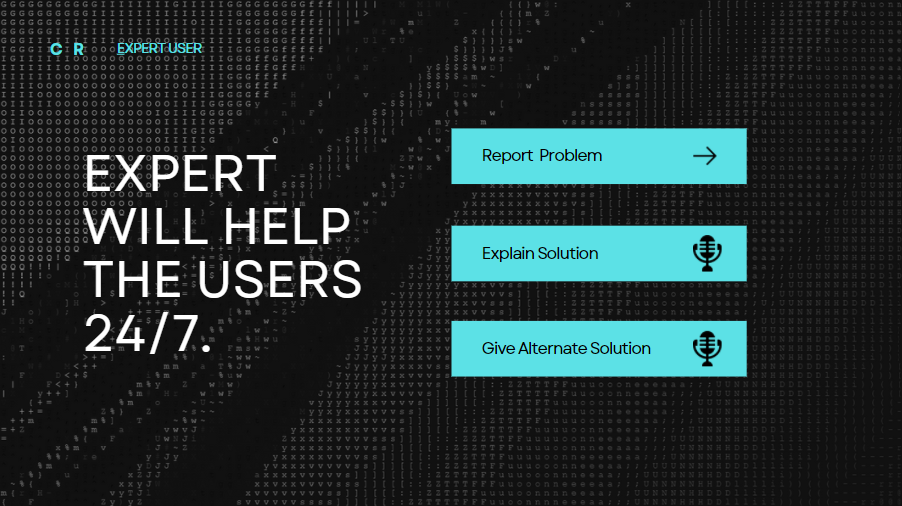 C R EXPERT USER
EXPERT
WILL HELP
THE USERS
24/7.
Report Problem
Explain Solution
Give Alternate Solution